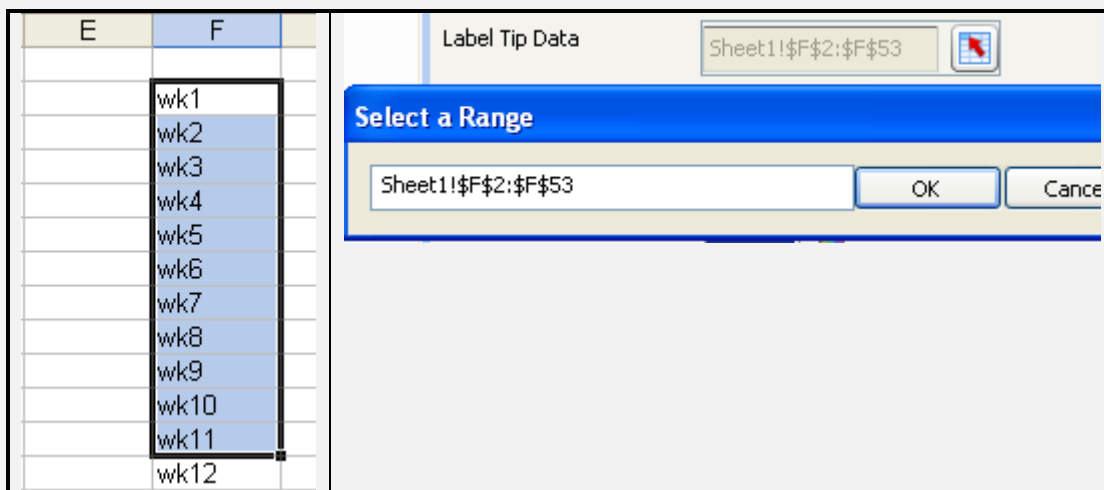 E F
wk1
wk2
wk3
wk4
wk5
wk6
wk7
wk8
wk9
wk10
wk11
wk12
Label Tip Data Sheet1!$F$2:$F$53
Select a Range
Sheet1!$F$2:$F$53 OK Cance